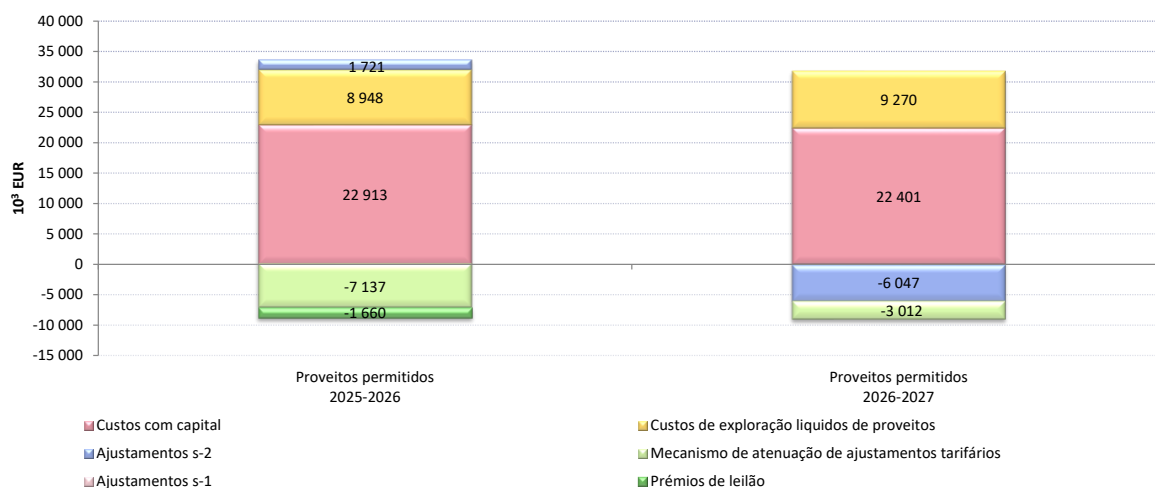 40 000
35 000
30 000
25 000
20 000
15 000
10 000
5 000
0
-5 000
-10 000
-15 000
10³ EUR
1 721
8 948
22 913
-7 137
-1 660
9 270
22 401
-6 047
-3 012
Proveitos permitidos
2025-2026
Proveitos permitidos
2026-2027
Custos com capital
Custos de exploração liquidos de proveitos
Ajustamentos s-2
Mecanismo de atenuação de ajustamentos tarifários
Ajustamentos s-1
Prémios de leilão